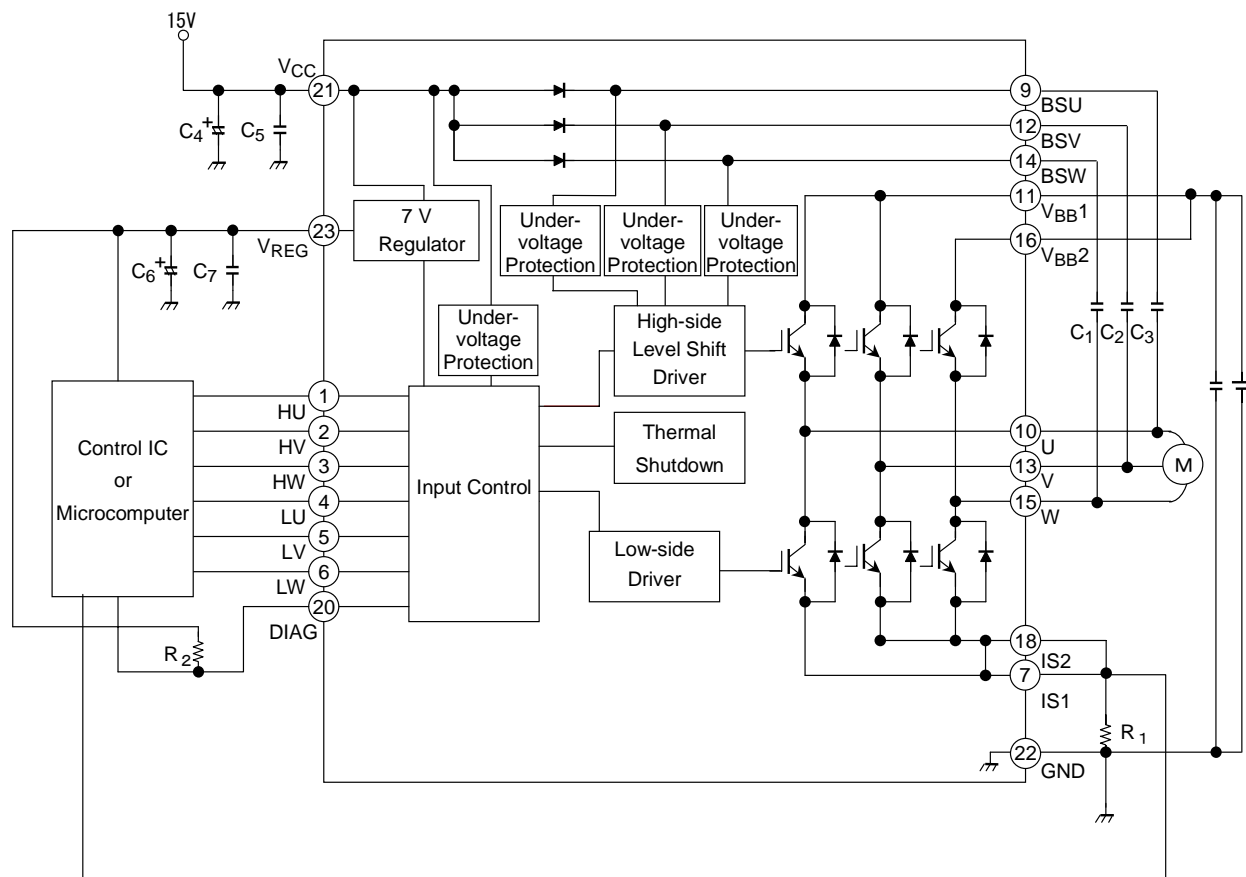 15V
VCC
21
C4
+
C5
9
BSU
12
BSV
14
BSW
11
VBB1
16
VBB2
23
VREG
7 V
Regulator
C6
+
C7
Under-
voltage
Protection
Under-
voltage
Protection
Under-
voltage
Protection
Under-
voltage
Protection
High-side
Level Shift
Driver
C1
C2
C3
Control IC
or
Microcomputer
1
HU
2
HV
3
HW
4
LU
5
LV
6
LW
20
DIAG
Input Control
Thermal
Shutdown
Low-side
Driver
10
U
13
V
15
W
M
R2
18
IS2
7
IS1
R1
22
GND